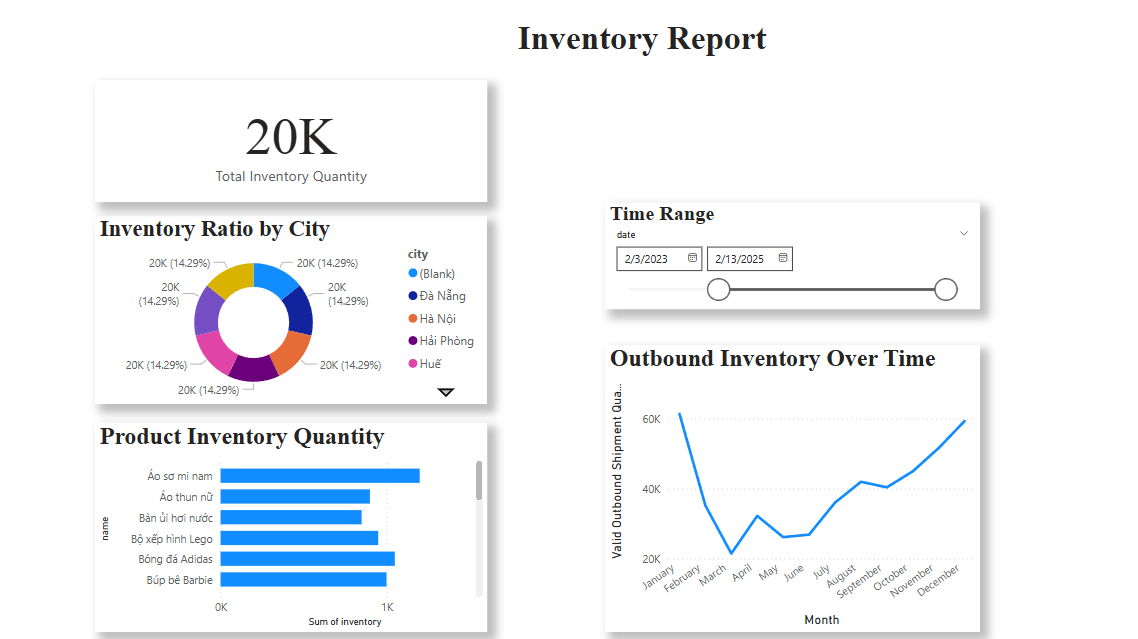 Inventory Report
20K
Total Inventory Quantity
Inventory Ratio by City
20K (14.29%)
20K (14.29%)
20K
(14.29%)
20K
(14.29%)
20K (14.29%)
20K (14.29%)
20K (14.29%)
city
(Blank)
Đà Nẵng
Hà Nội
Hải Phòng
Huế
Product Inventory Quantity
name
Áo sơ mi nam
Áo thun nữ
Bàn ủi hơi nước
Bộ xếp hình Lego
Bóng đá Adidas
Búp bê Barbie
0K
1K
Sum of inventory
Time Range
date
2/3/2023
2/13/2025
Outbound Inventory Over Time
Valid Outbound Shipment Qua...
60K
40K
20K
January
February
March
April
May
June
July
August
September
October
November
December
Month